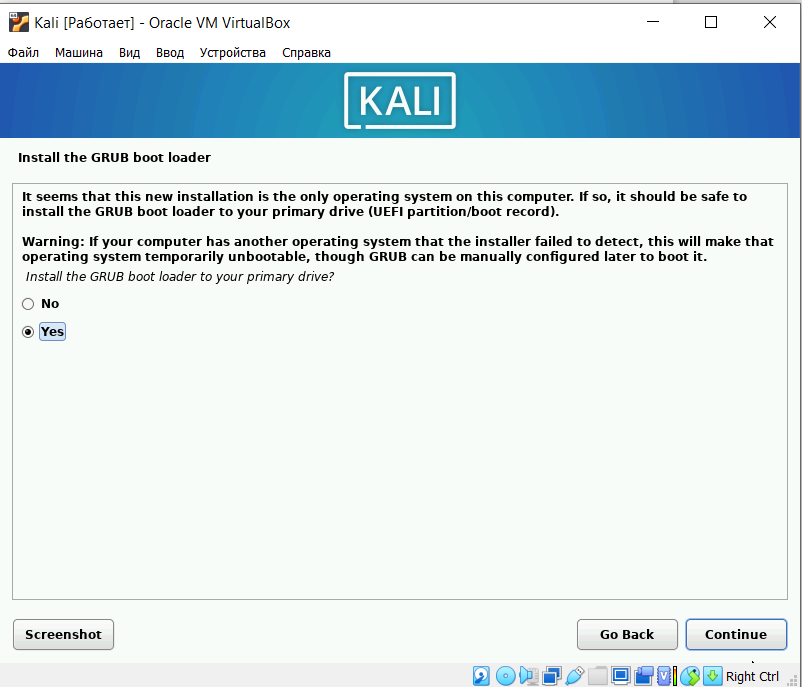 Kali [Работает] - Oracle VM VirtualBox
Файл Машина Вид Ввод Устройства Справка
KALI
Install the GRUB boot loader
It seems that this new installation is the only operating system on this computer. If so, it should be safe to
install the GRUB boot loader to your primary drive (UEFI partition/boot record).
Warning: If your computer has another operating system that the installer failed to detect, this will make that
operating system temporarily unbootable, though GRUB can be manually configured later to boot it.
Install the GRUB boot loader to your primary drive?
No
Yes
Screenshot Go Back Continue
Right Ctrl